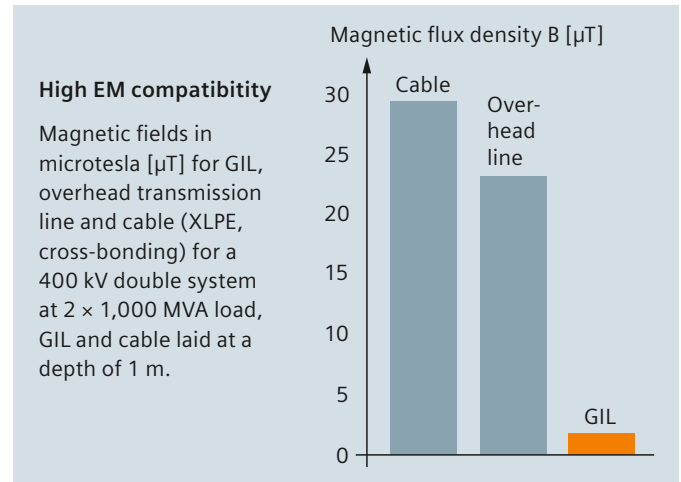 Magnetic flux density B [µT]
High EM compatibitity
Magnetic fields in
microtesla [µT] for GIL,
overhead transmission
line and cable (XLPE,
cross-bonding) for a
400 kV double system
at 2 × 1,000 MVA load,
GIL and cable laid at a
depth of 1 m.
30
25
20
15
10
5
0
Cable
Over-
head
line
GIL